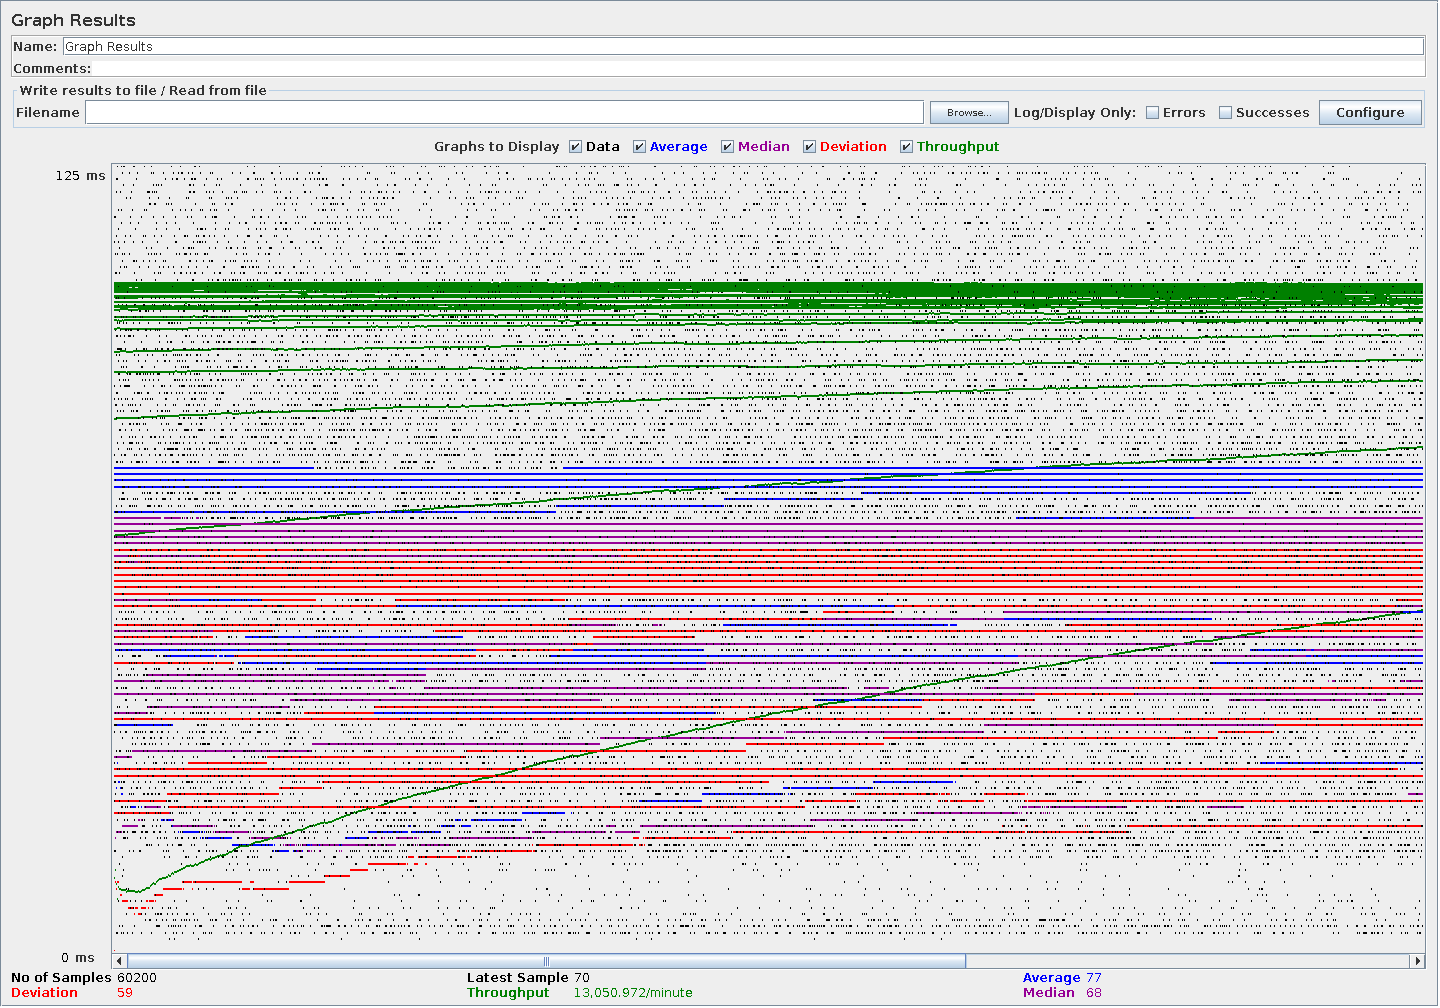 Graph Results
Name: Graph Results
Comments:
Write results to file / Read from file
Filename Browse... Log/Display Only: Errors Successes Configure
Graphs to Display Data Average Median Deviation Throughput
125 ms
0 ms
No of Samples 60200 Latest Sample 70 Average 77
Deviation 59 Throughput 13,050.972/minute Median 68